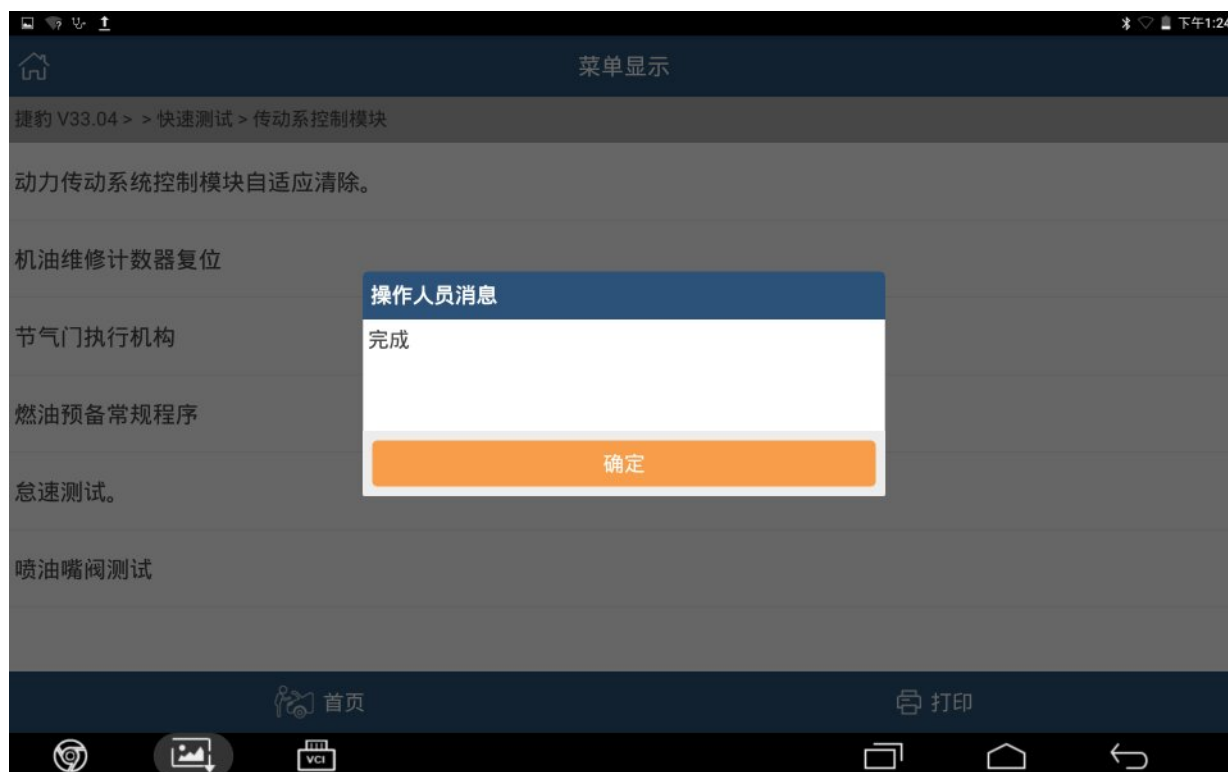 下午1:24
菜单显示
捷豹 V33.04 > > 快速测试 > 传动系控制模块
动力传动系统控制模块自适应清除。
机油维修计数器复位
操作人员消息
节气门执行机构
完成
燃油预备常规程序
确定
怠速测试。
喷油嘴阀测试
首页
打印
VCI